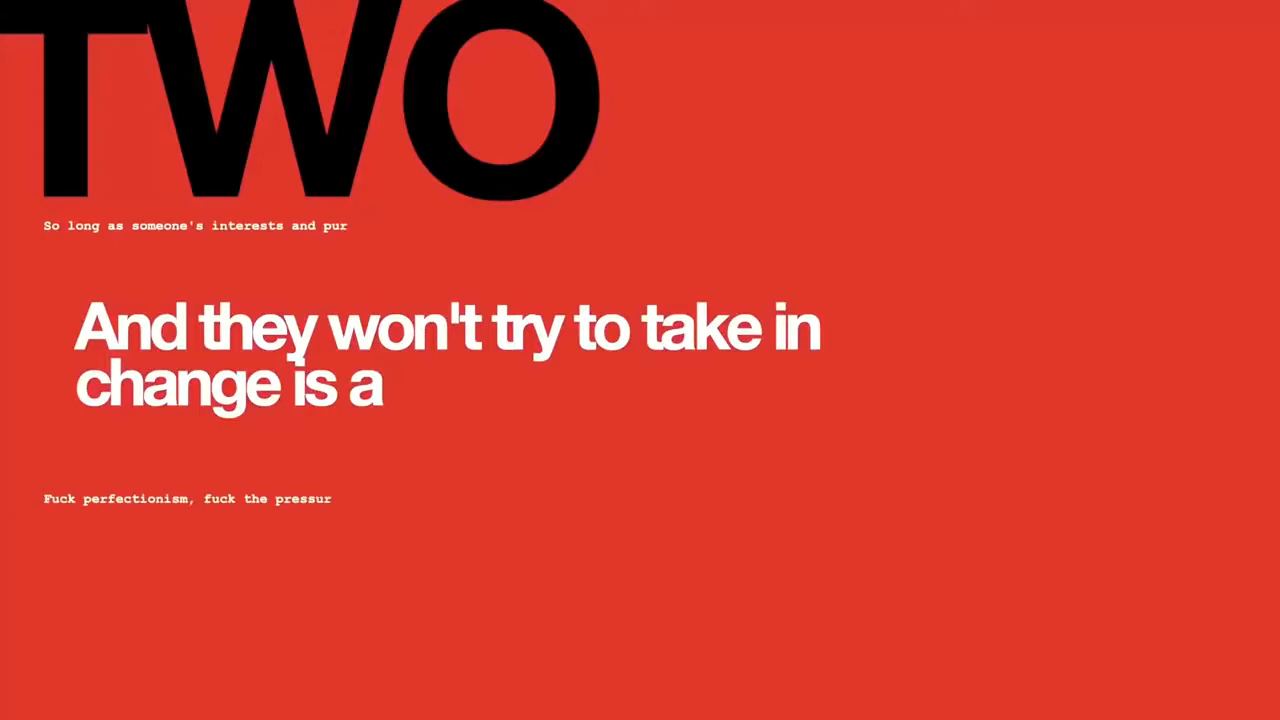 TWO
So long as someone's interests and pur
And they won't try to take in
change is a
Fuck perfectionism, fuck the pressur